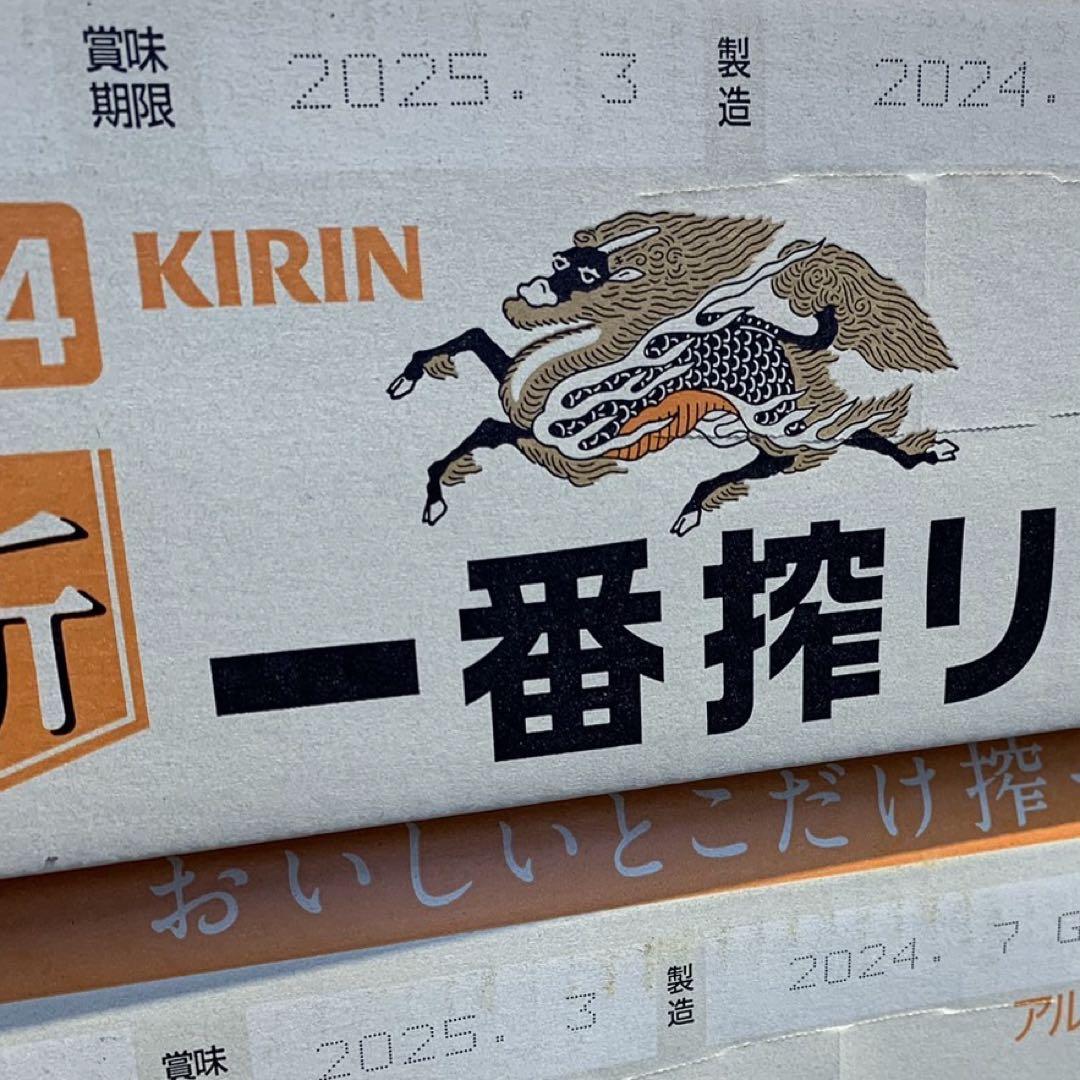 賞味
期限 2025. 3 製造 2024.
4 KIRIN
一番搾り
おいしいとこだけ搾
2024. 7 G
賞味 2025. 3 製造
アル